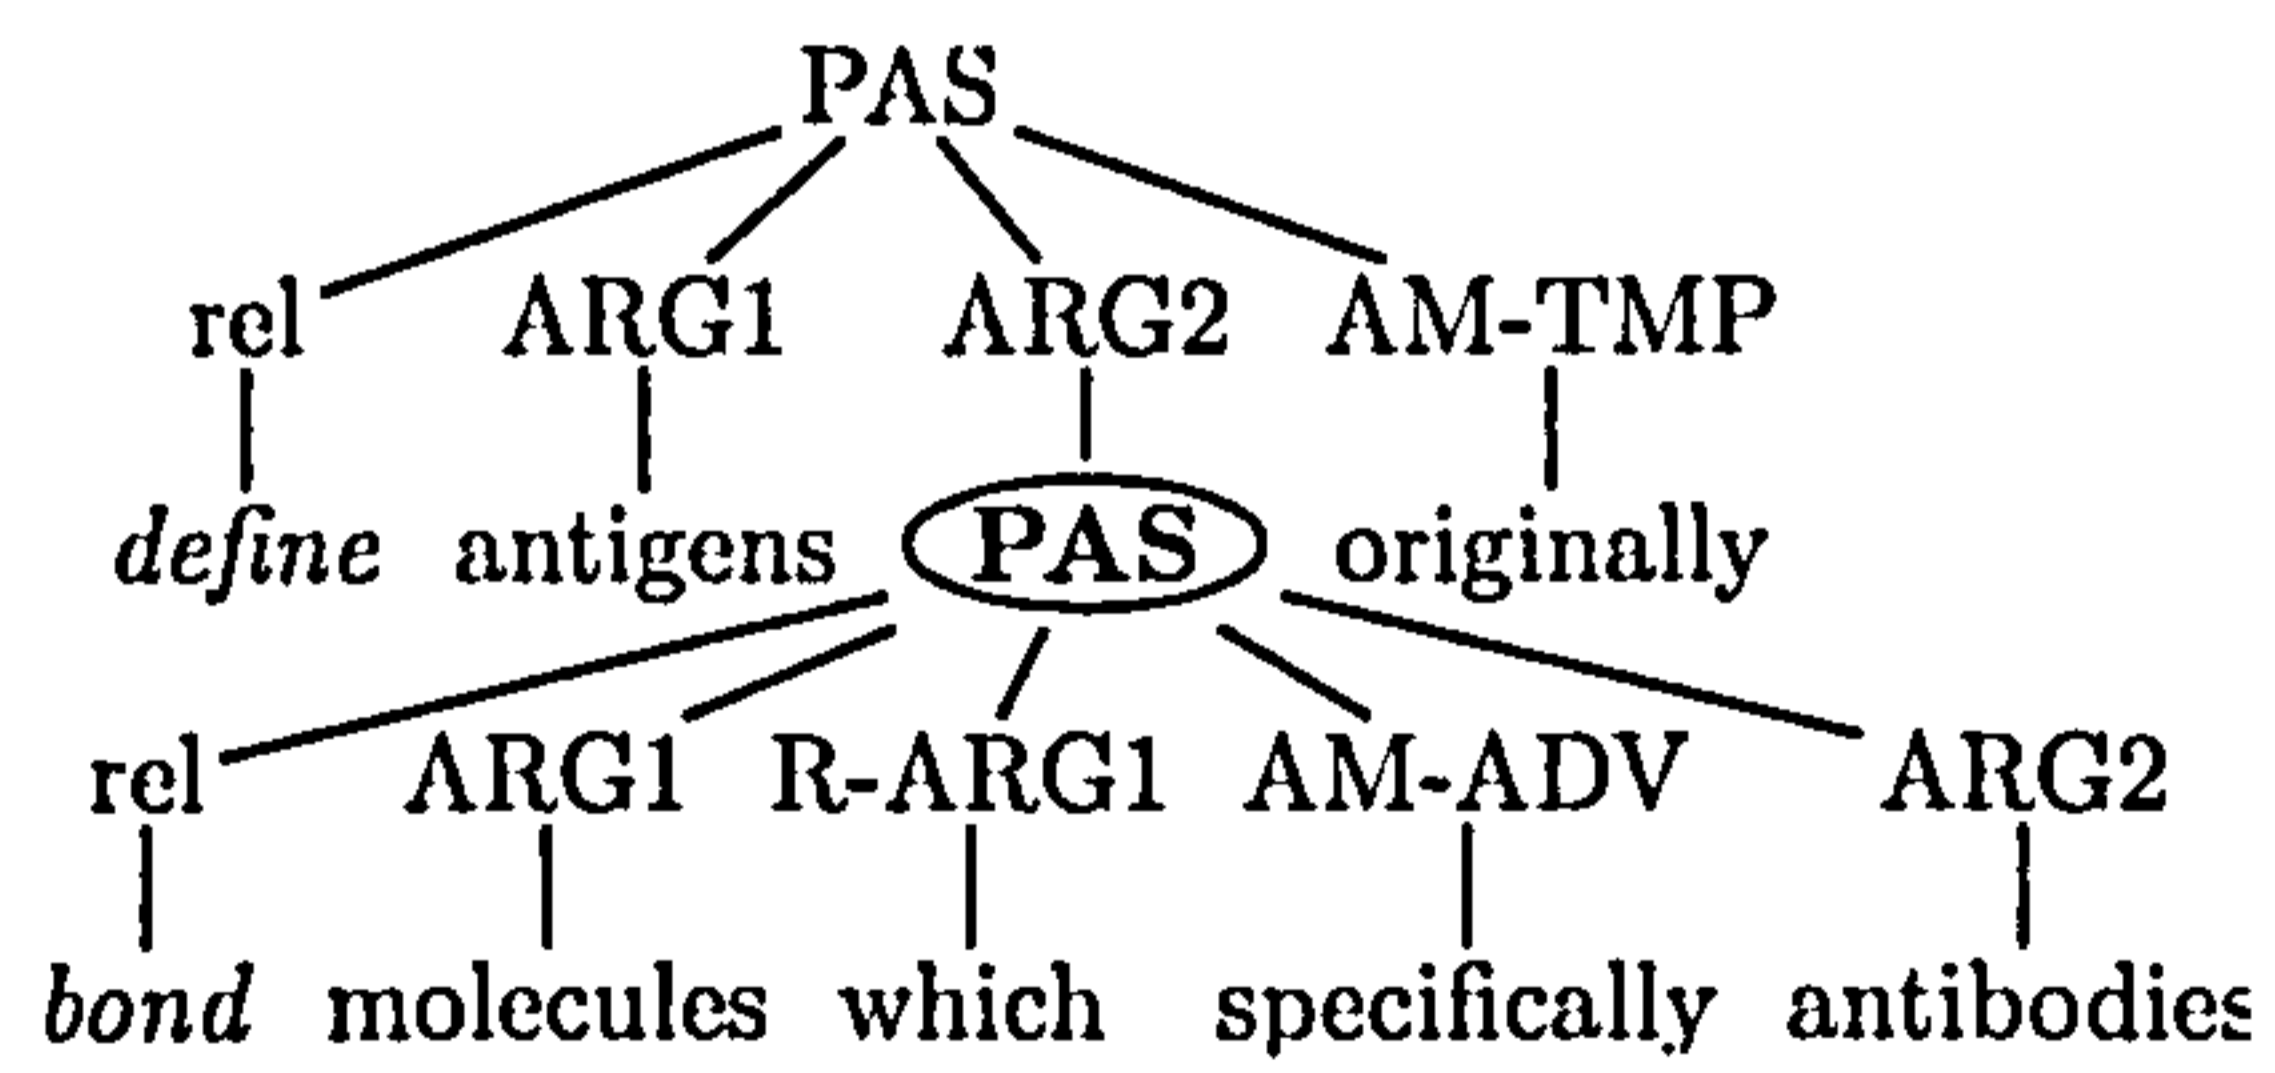 PAS
rel ARG1 ARG2 AM-TMP
define antigens PAS originally
rel ARG1 R-ARG1 AM-ADV ARG2
bond molecules which specifically antibodies